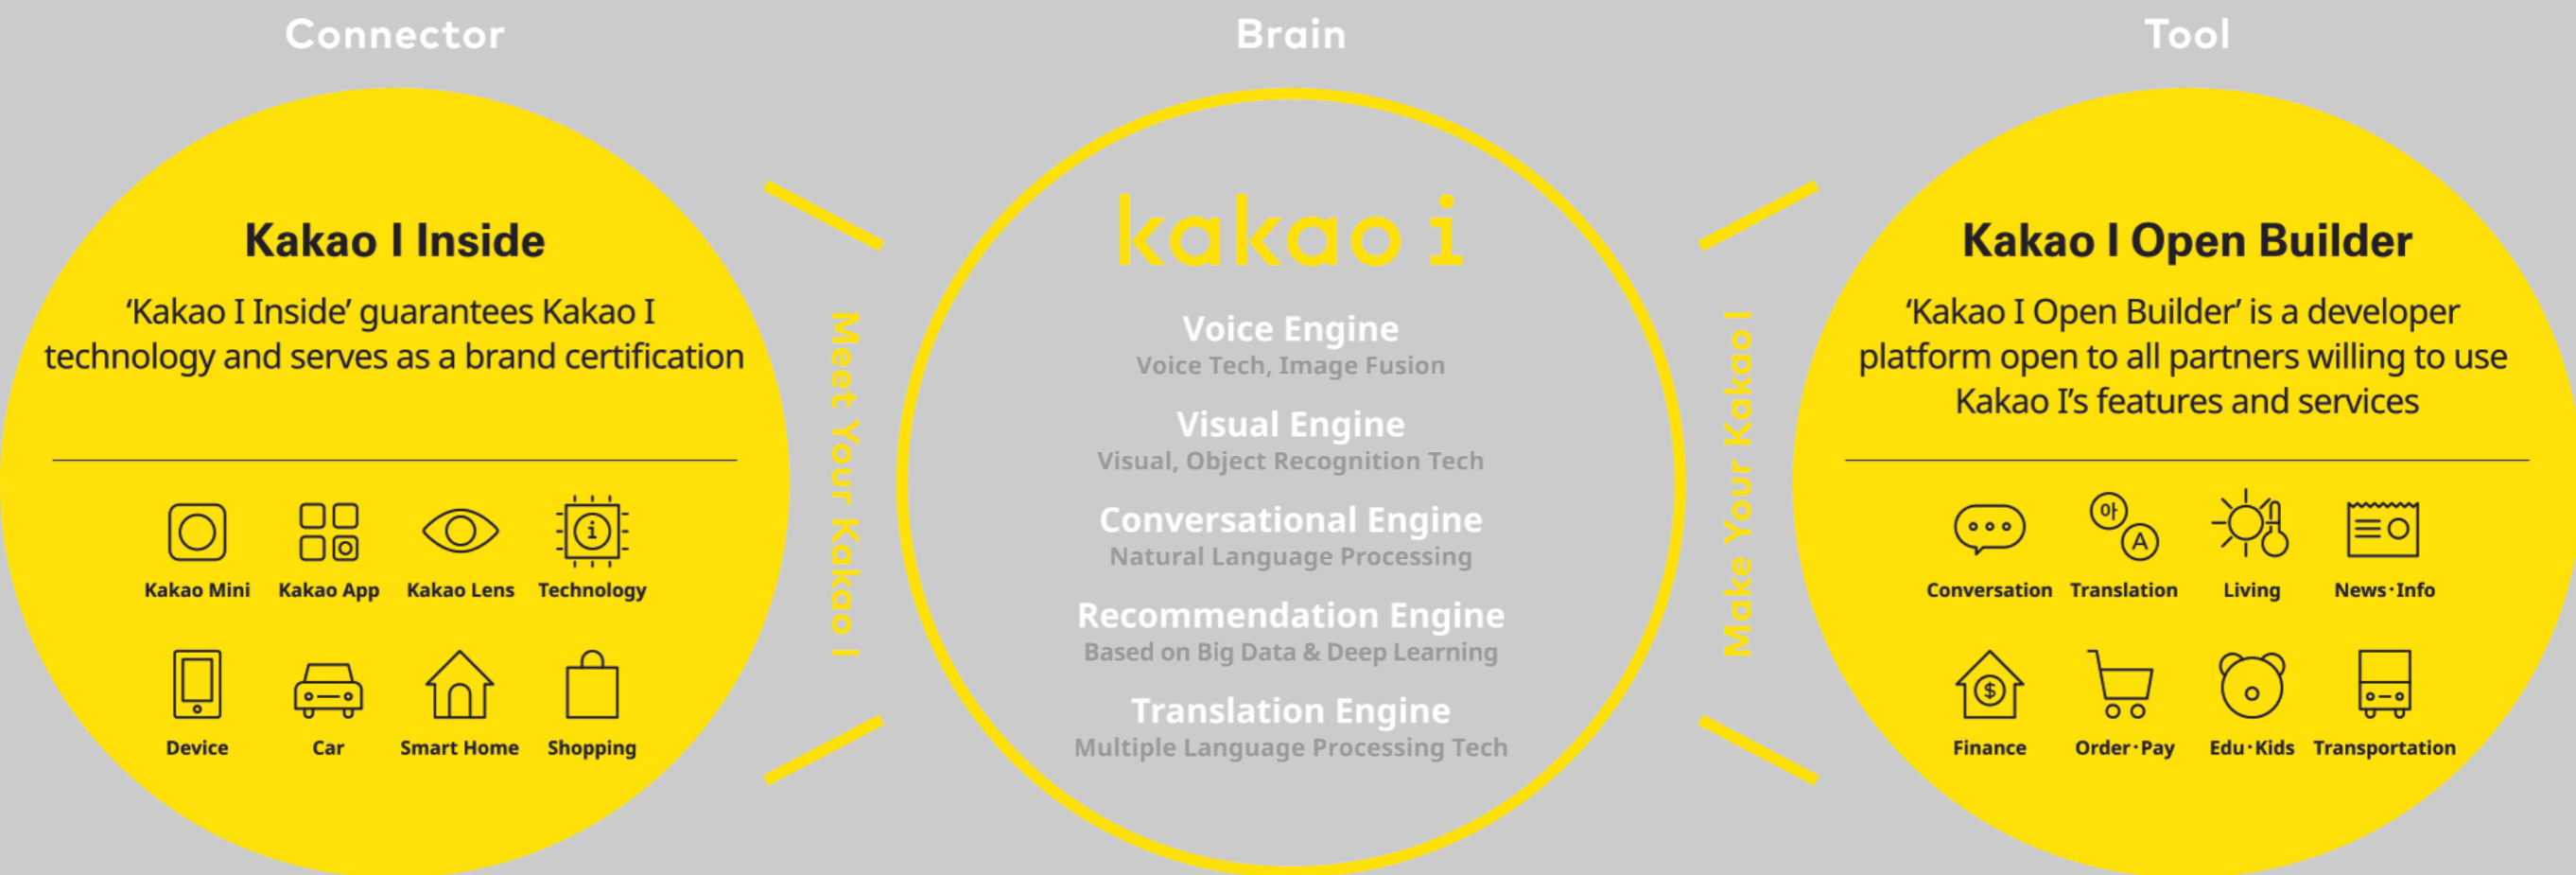 Connector
Kakao I Inside
‘Kakao I Inside’ guarantees Kakao I
technology and serves as a brand certification
Kakao Mini
Kakao App
Kakao Lens
i
Technology
Device
Car
Smart Home
Shopping
Meet Your Kakao I
Brain
kakao i
Voice Engine
Voice Tech, Image Fusion
Visual Engine
Visual, Object Recognition Tech
Conversational Engine
Natural Language Processing
Recommendation Engine
Based on Big Data & Deep Learning
Translation Engine
Multiple Language Processing Tech
Make Your Kakao I
Tool
Kakao I Open Builder
‘Kakao I Open Builder’ is a developer
platform open to all partners willing to use
Kakao I’s features and services
Conversation
아
A
Translation
Living
News·Info
$
Finance
Order·Pay
Edu·Kids
Transportation